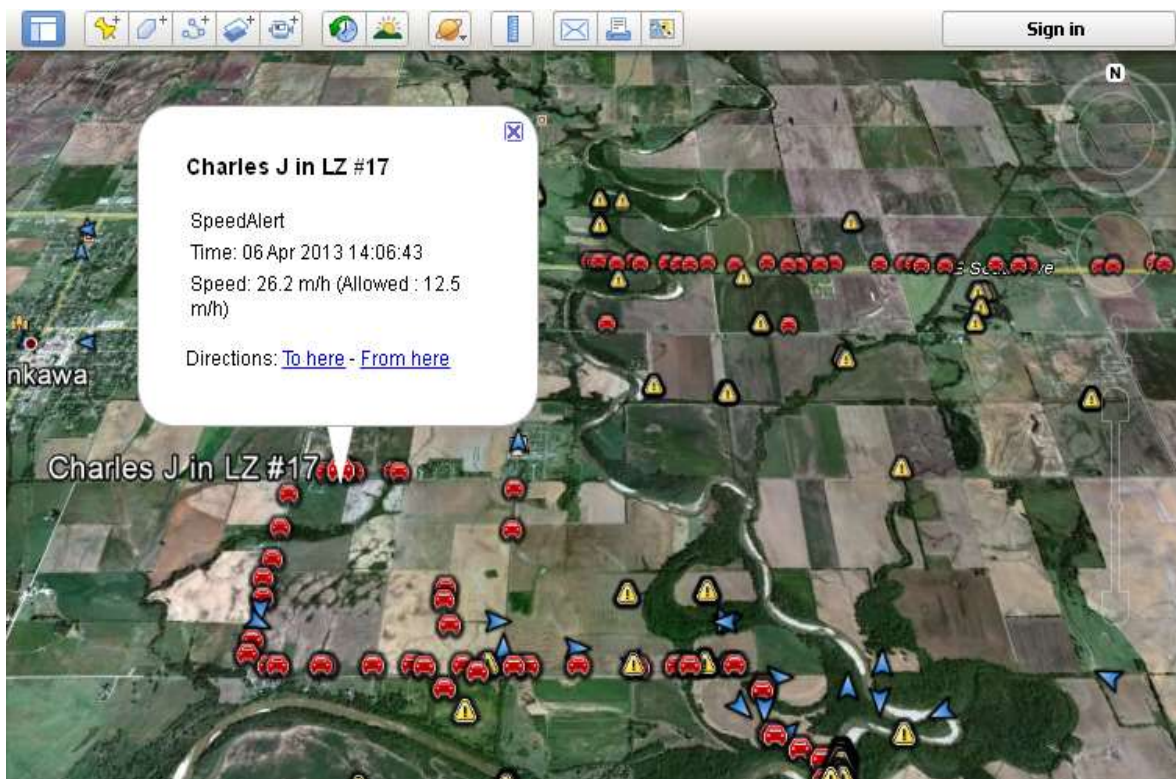 Sign in
N
Charles J in LZ #17
SpeedAlert
Time: 06 Apr 2013 14:06:43
Speed: 26.2 m/h (Allowed : 12.5
m/h)
Directions: To here - From here
nkawa
Charles J in LZ #17